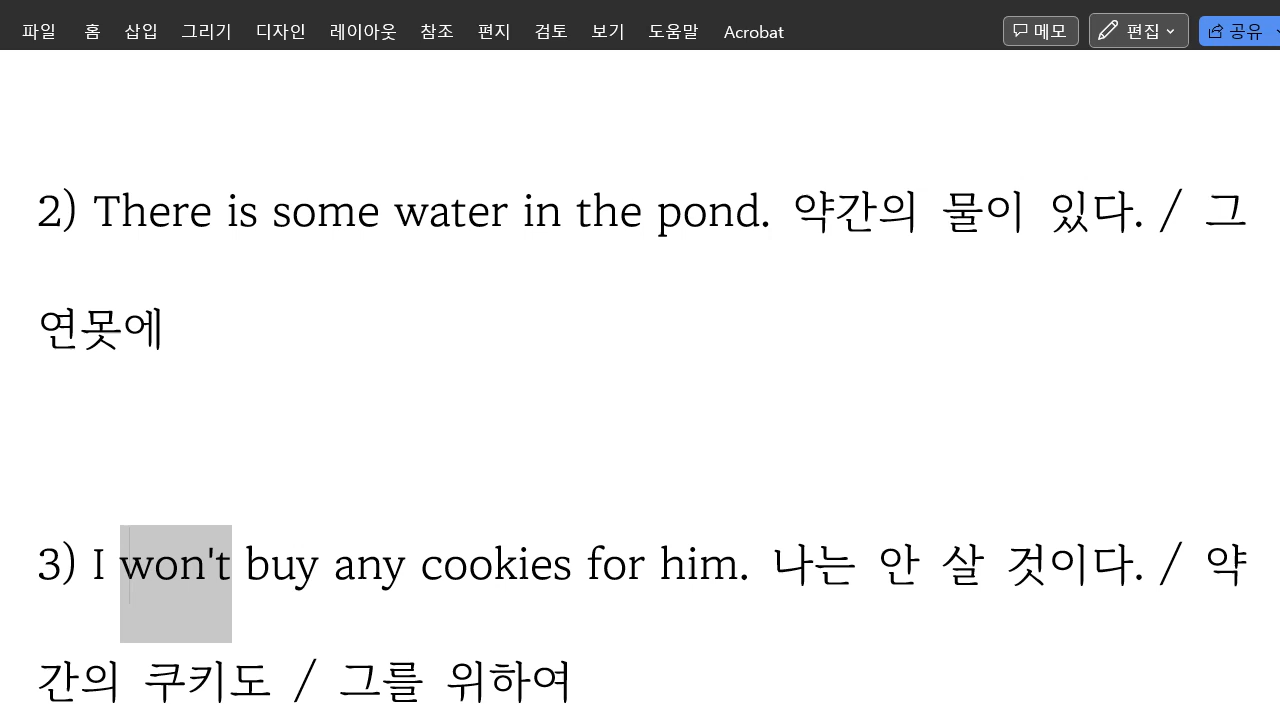 파일 홈 삽입 그리기 디자인 레이아웃 참조 편지 검토 보기 도움말 Acrobat 메모 편집 공유
2) There is some water in the pond. 약간의 물이 있다. / 그
연못에
3) I won't buy any cookies for him. 나는 안 살 것이다. / 약
간의 쿠키도 / 그를 위하여